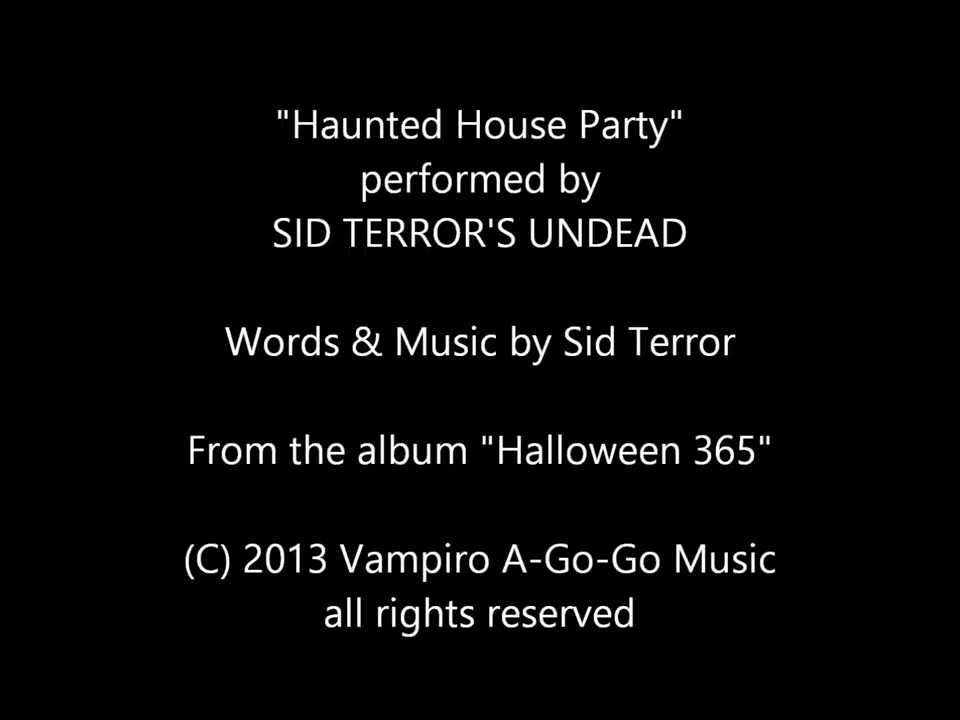 "Haunted House Party"
performed by
SID TERROR'S UNDEAD
Words & Music by Sid Terror
From the album "Halloween 365"
(C) 2013 Vampiro A-Go-Go Music
all rights reserved